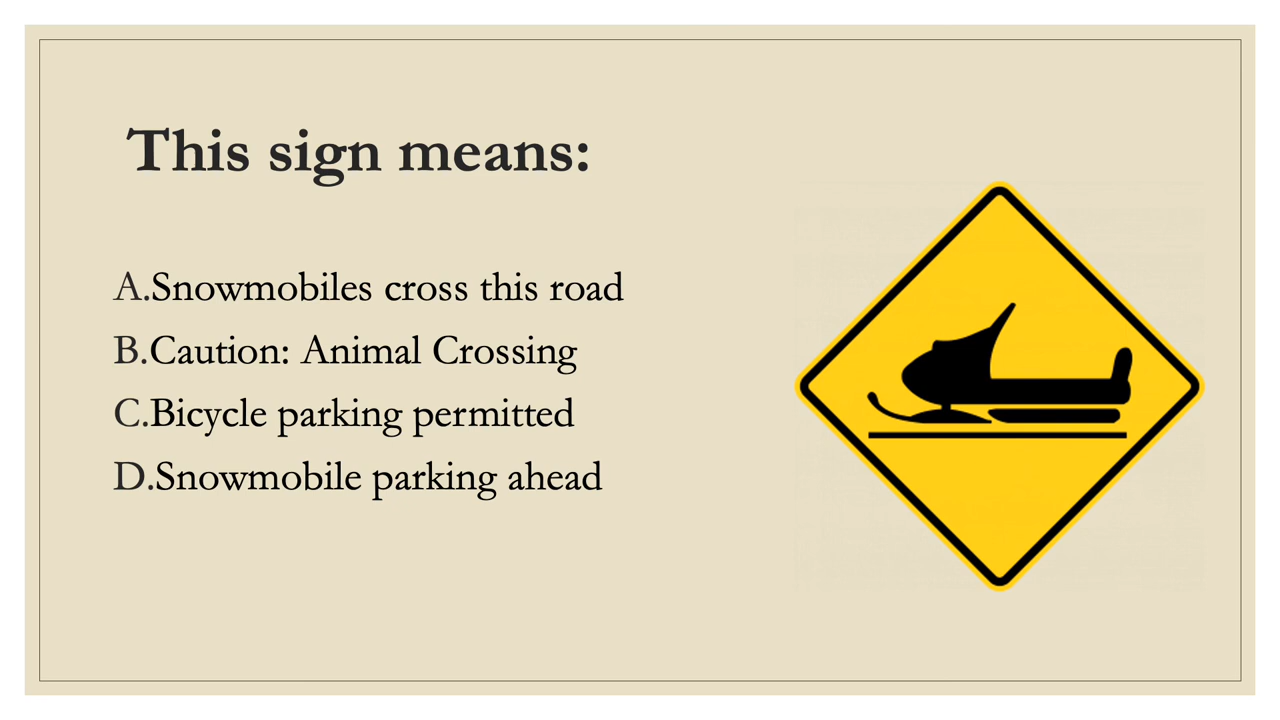 This sign means:
A.Snowmobiles cross this road
B.Caution: Animal Crossing
C.Bicycle parking permitted
D.Snowmobile parking ahead